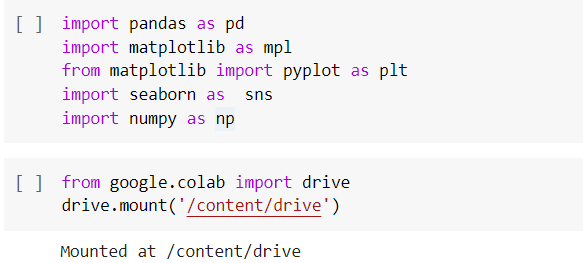 [ ] import pandas as pd
import matplotlib as mpl
from matplotlib import pyplot as plt
import seaborn as  sns
import numpy as np
[ ] from google.colab import drive
drive.mount('/content/drive')
Mounted at /content/drive